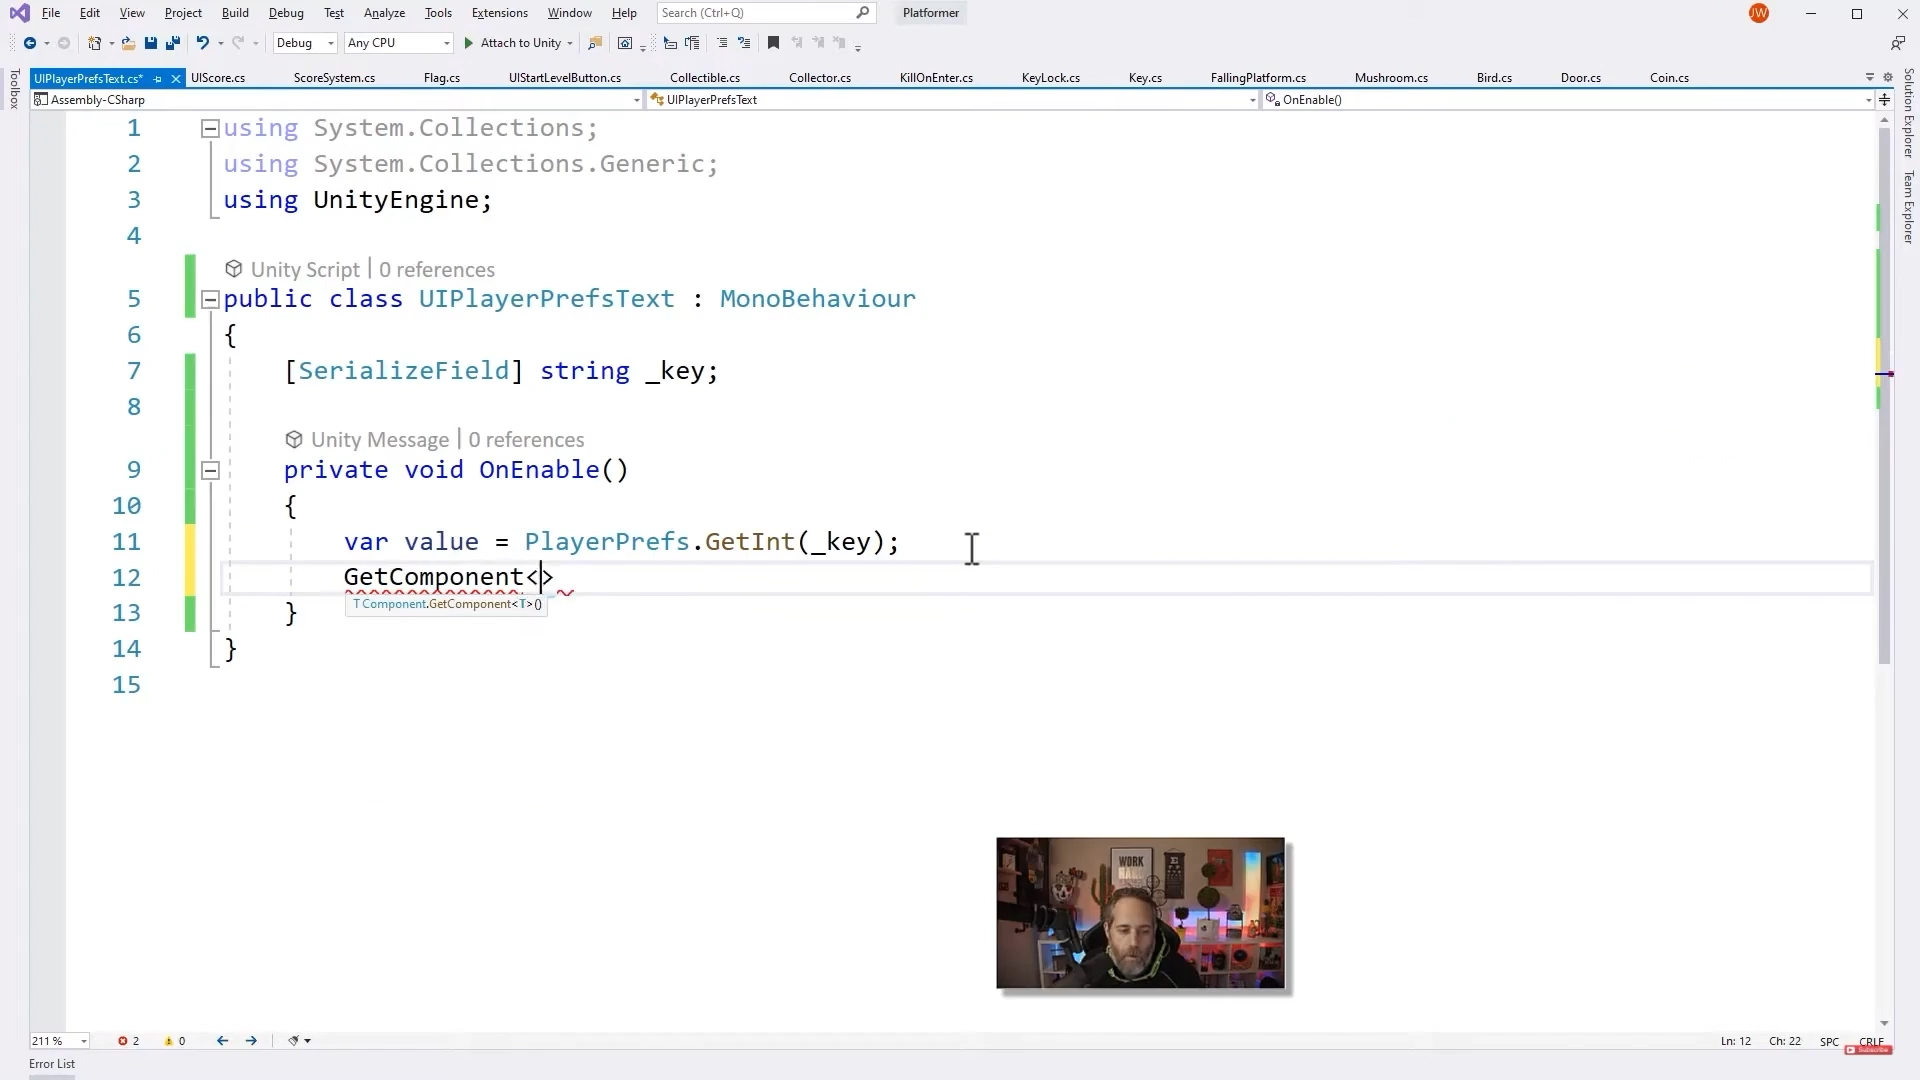 File Edit View Project Build Debug Test Analyze Tools Extensions Window Help Search (Ctrl+Q) Platformer JW
Debug Any CPU Attach to Unity
UIPlayerPrefsText.cs* UIScore.cs ScoreSystem.cs Flag.cs UIStartLevelButton.cs Collectible.cs Collector.cs KillOnEnter.cs KeyLock.cs Key.cs FallingPlatform.cs Mushroom.cs Bird.cs Door.cs Coin.cs
Assembly-CSharp UIPlayerPrefsText OnEnable()
Toolbox
Solution Explorer
Team Explorer
1 using System.Collections;
2 using System.Collections.Generic;
3 using UnityEngine;
4
Unity Script | 0 references
5 public class UIPlayerPrefsText : MonoBehaviour
6 {
7 [SerializeField] string _key;
8
Unity Message | 0 references
9 private void OnEnable()
10 {
11 var value = PlayerPrefs.GetInt(_key);
12 GetComponent<>
T Component.GetComponent<T>()
13 }
14 }
15
WORK
211 % 2 0 Ln: 12 Ch: 22 SPC CRLF
Subscribe
Error List